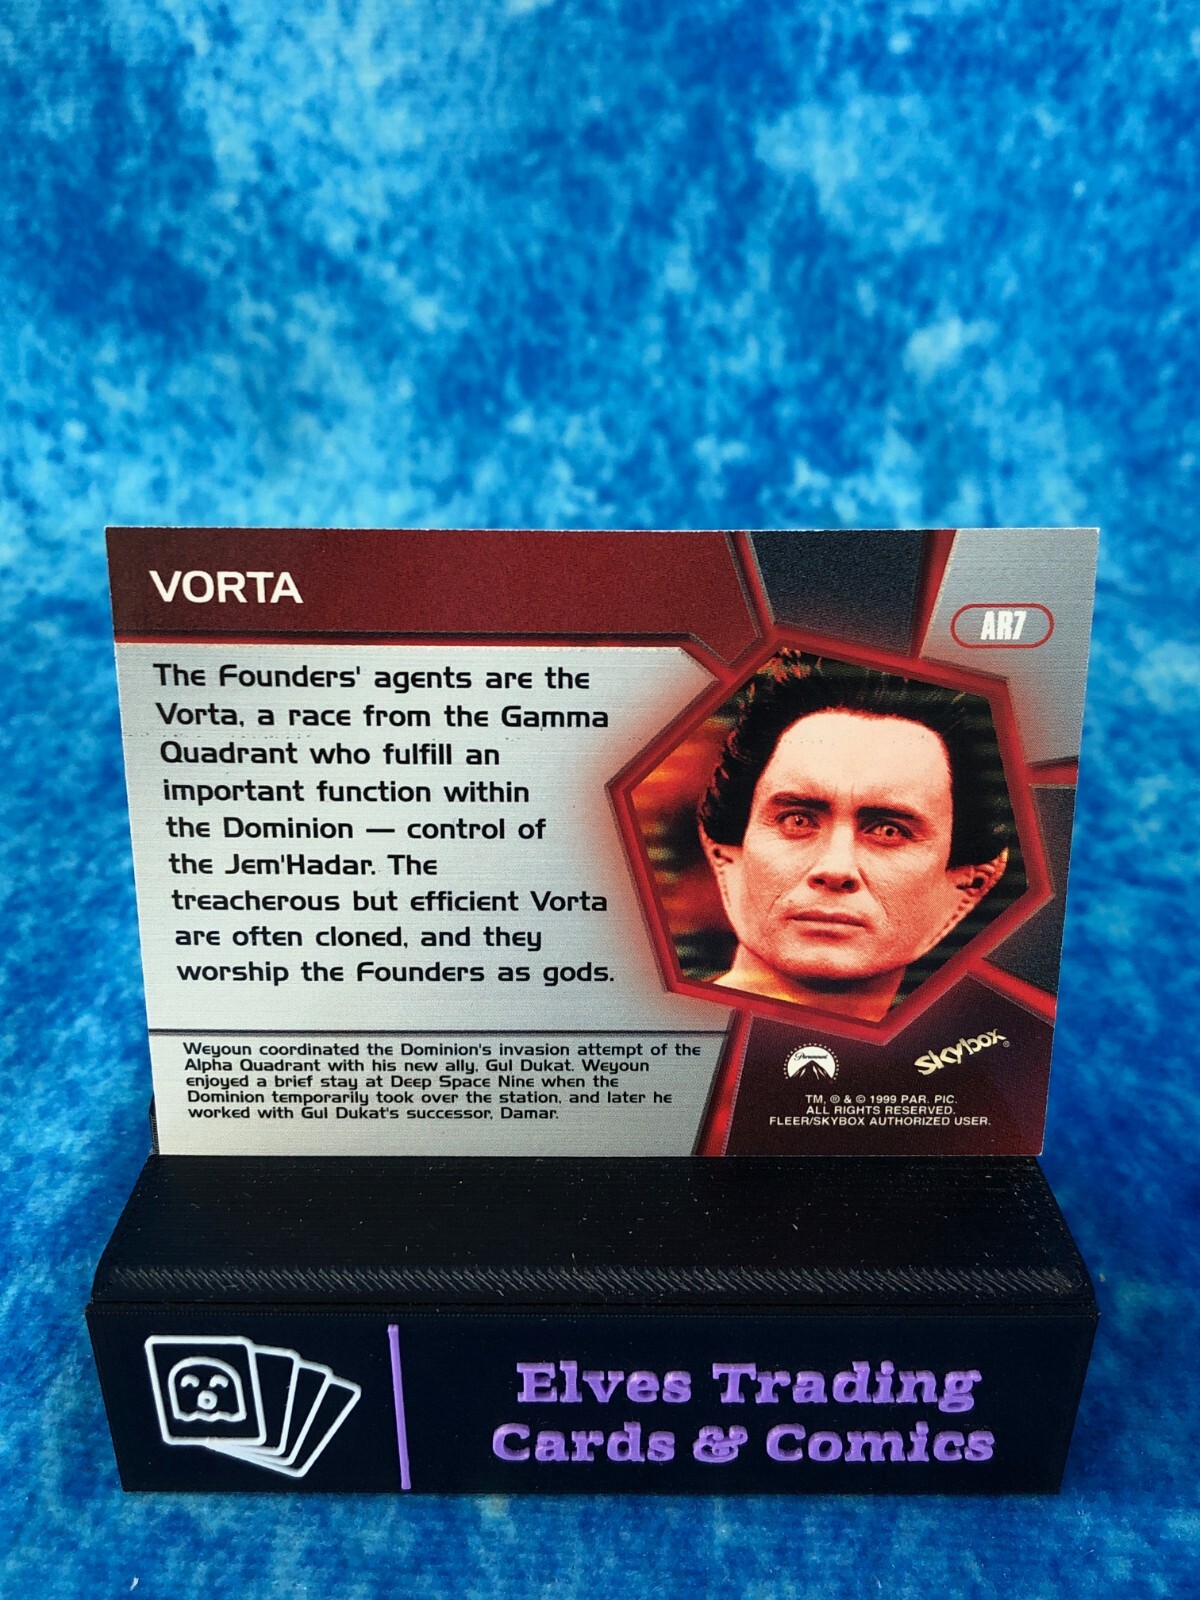 VORTA
AR7
The Founders' agents are the
Vorta, a race from the Gamma
Quadrant who fulfill an
important function within
the Dominion — control of
the Jem'Hadar. The
treacherous but efficient Vorta
are often cloned, and they
worship the Founders as gods.
Weyoun coordinated the Dominion's invasion attempt of the
Alpha Quadrant with his new ally, Gul Dukat. Weyoun
enjoyed a brief stay at Deep Space Nine when the
Dominion temporarily took over the station, and later he
worked with Gul Dukat's successor, Damar.
Paramount
Skybox®
TM, ® & © 1999 PAR. PIC.
ALL RIGHTS RESERVED.
FLEER/SKYBOX AUTHORIZED USER.
Elves Trading
Cards & Comics